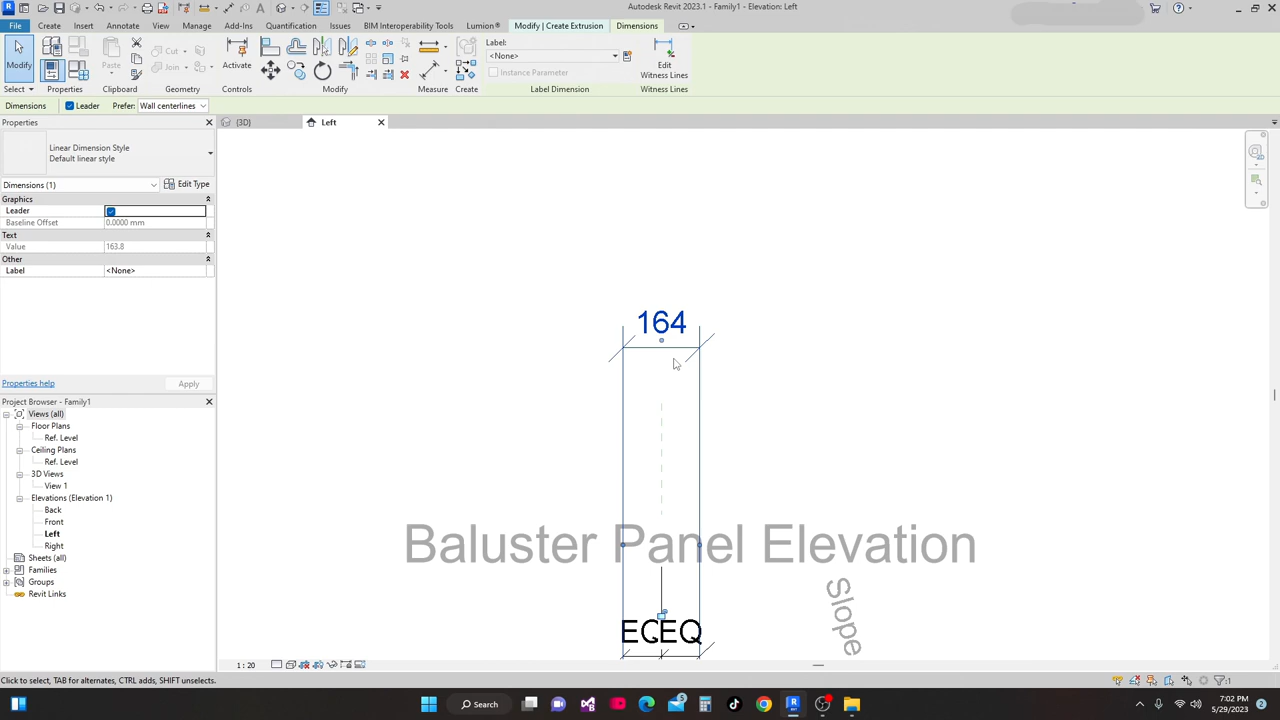 Autodesk Revit 2023.1 - Family1 - Elevation: Left
File Create Insert Annotate View Manage Add-Ins Quantification Issues BIM Interoperability Tools Lumion® Modify | Create Extrusion Dimensions
Modify
Paste
Cut
Join
Activate
Label:
<None>
Instance Parameter
Edit
Witness Lines
Select Properties Clipboard Geometry Controls Modify Measure Create Label Dimension Witness Lines
Dimensions Leader Prefer: Wall centerlines
Properties
{3D} Left
Linear Dimension Style
Default linear style
Dimensions (1) Edit Type
Graphics
Leader
Baseline Offset 0.0000 mm
Text
Value 163.8
Other
Label <None>
Properties help Apply
Project Browser - Family1
Views (all)
Floor Plans
Ref. Level
Ceiling Plans
Ref. Level
3D Views
View 1
Elevations (Elevation 1)
Back
Front
Left
Right
Sheets (all)
Families
Groups
Revit Links
164
Baluster Panel Elevation
Slope
EQ EQ
1 : 20
Click to select, TAB for alternates, CTRL adds, SHIFT unselects.
:1
Search
5
7:02 PM
5/29/2023